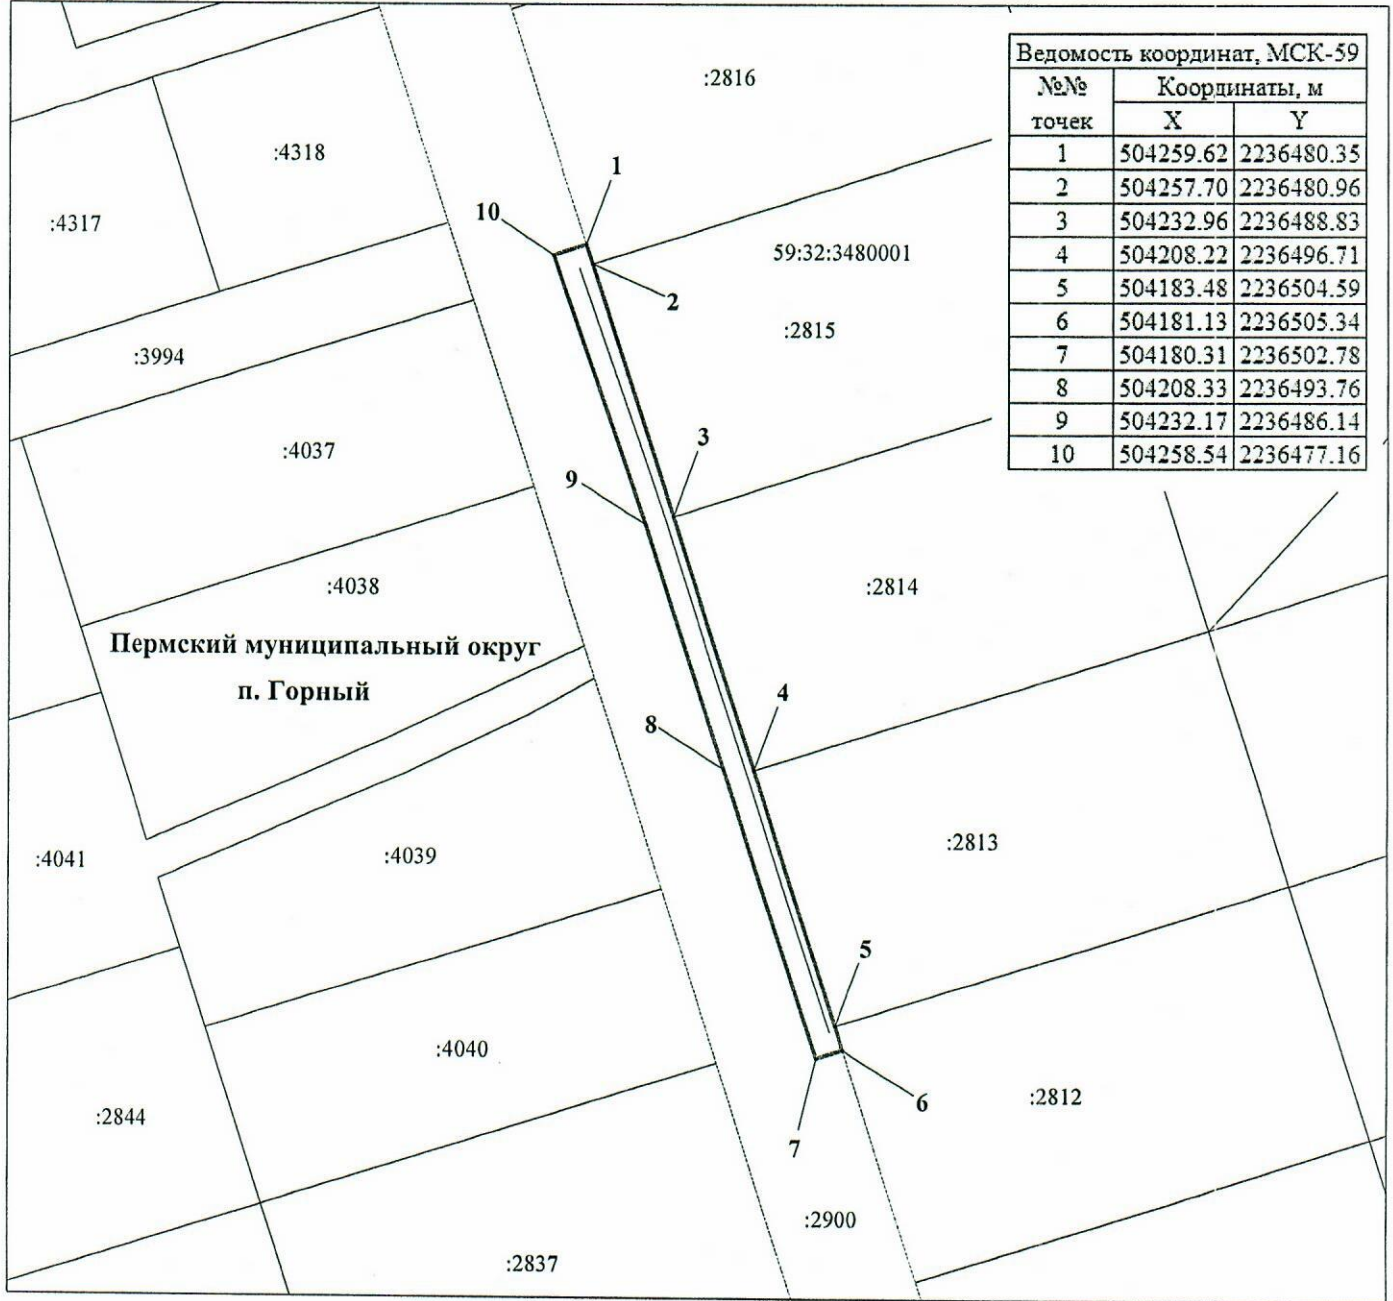 :2816
Ведомость координат, МСК-59
№№ точек Координаты, м
X Y
1 504259.62 2236480.35
2 504257.70 2236480.96
3 504232.96 2236488.83
4 504208.22 2236496.71
5 504183.48 2236504.59
6 504181.13 2236505.34
7 504180.31 2236502.78
8 504208.33 2236493.76
9 504232.17 2236486.14
10 504258.54 2236477.16
:4318
1
10
:4317
59:32:3480001
2
:2815
:3994
3
:4037
9
:4038
:2814
Пермский муниципальный округ
п. Горный
4
8
:4041
:4039
:2813
5
:4040
:2844
6
:2812
7
:2900
:2837